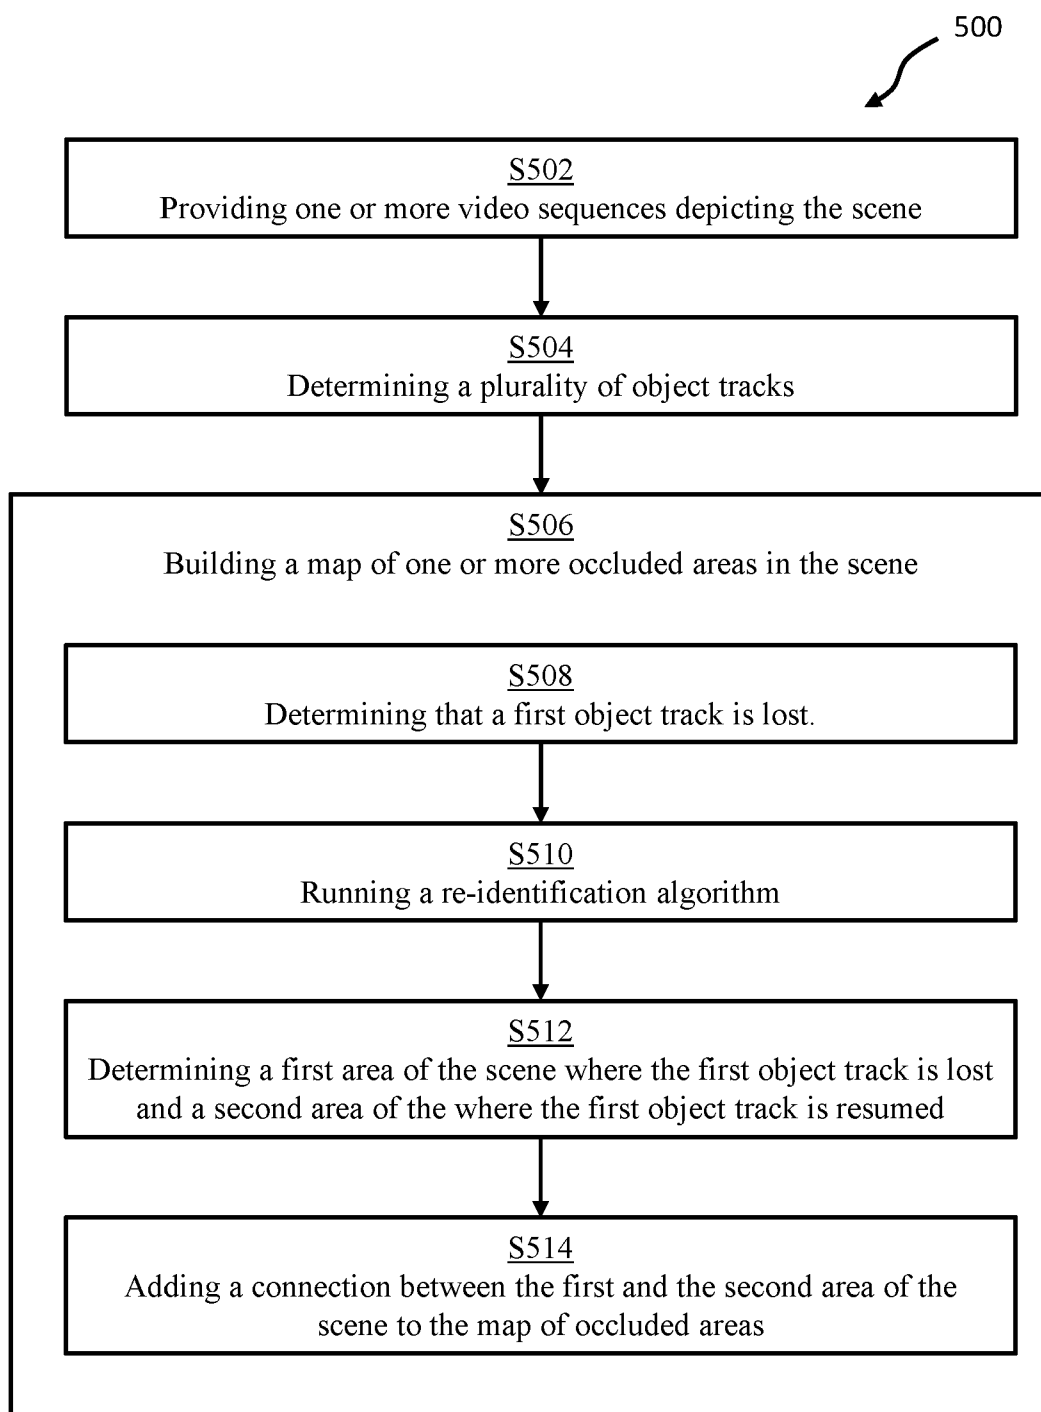 500
S502
Providing one or more video sequences depicting the scene
S504
Determining a plurality of object tracks
S506
Building a map of one or more occluded areas in the scene
S508
Determining that a first object track is lost.
S510
Running a re-identification algorithm
S512
Determining a first area of the scene where the first object track is lost
and a second area of the where the first object track is resumed
S514
Adding a connection between the first and the second area of the
scene to the map of occluded areas